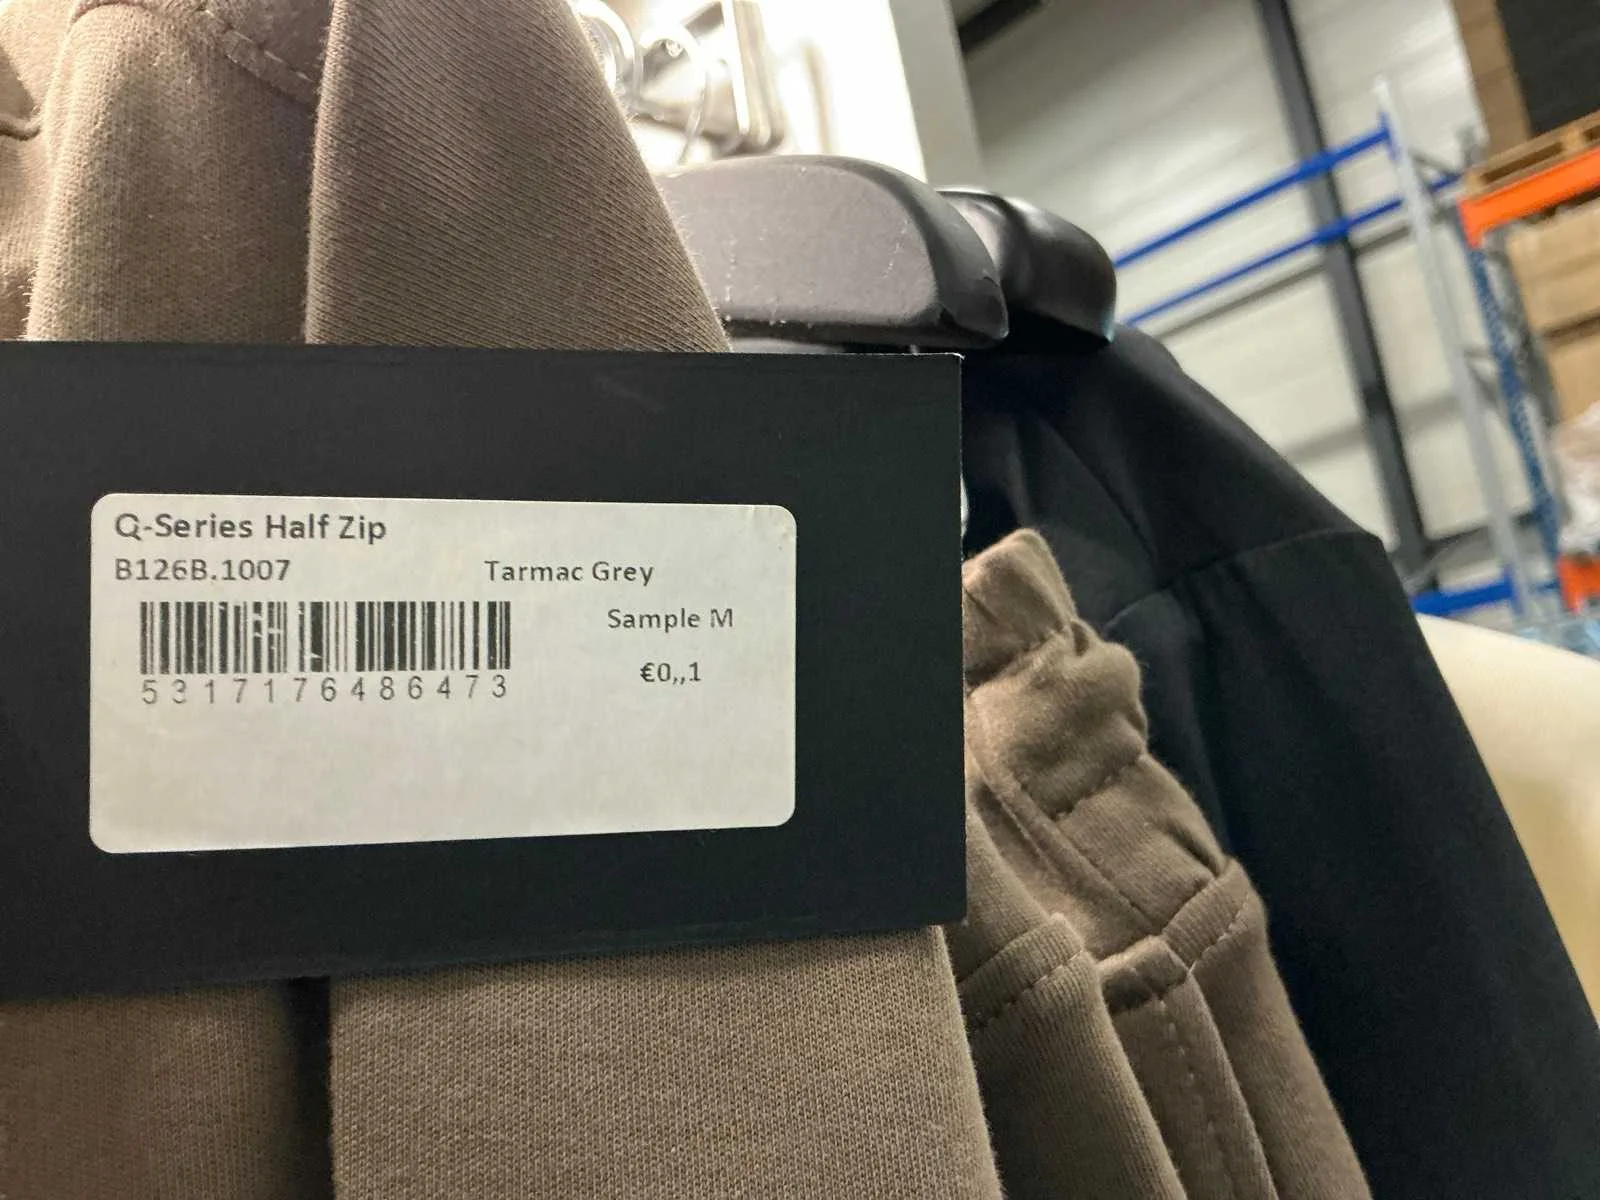 Q-Series Half Zip
B126B.1007 Tarmac Grey
Sample M
5317176486473
€0,,1